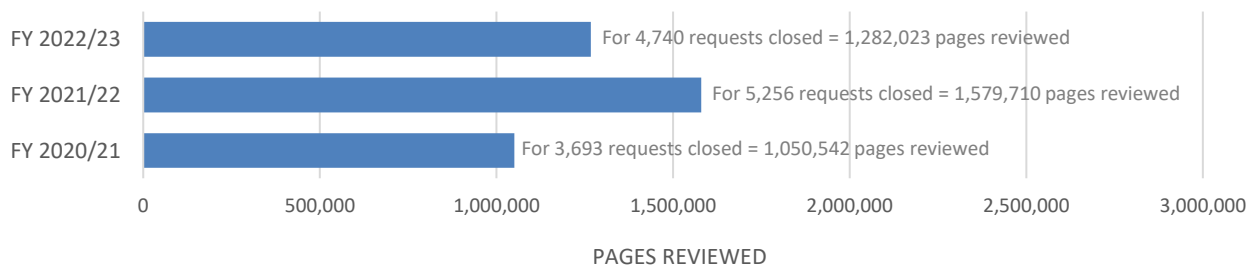 FY 2022/23
For 4,740 requests closed = 1,282,023 pages reviewed
FY 2021/22
For 5,256 requests closed = 1,579,710 pages reviewed
FY 2020/21
For 3,693 requests closed = 1,050,542 pages reviewed
0 500,000 1,000,000 1,500,000 2,000,000 2,500,000 3,000,000
PAGES REVIEWED